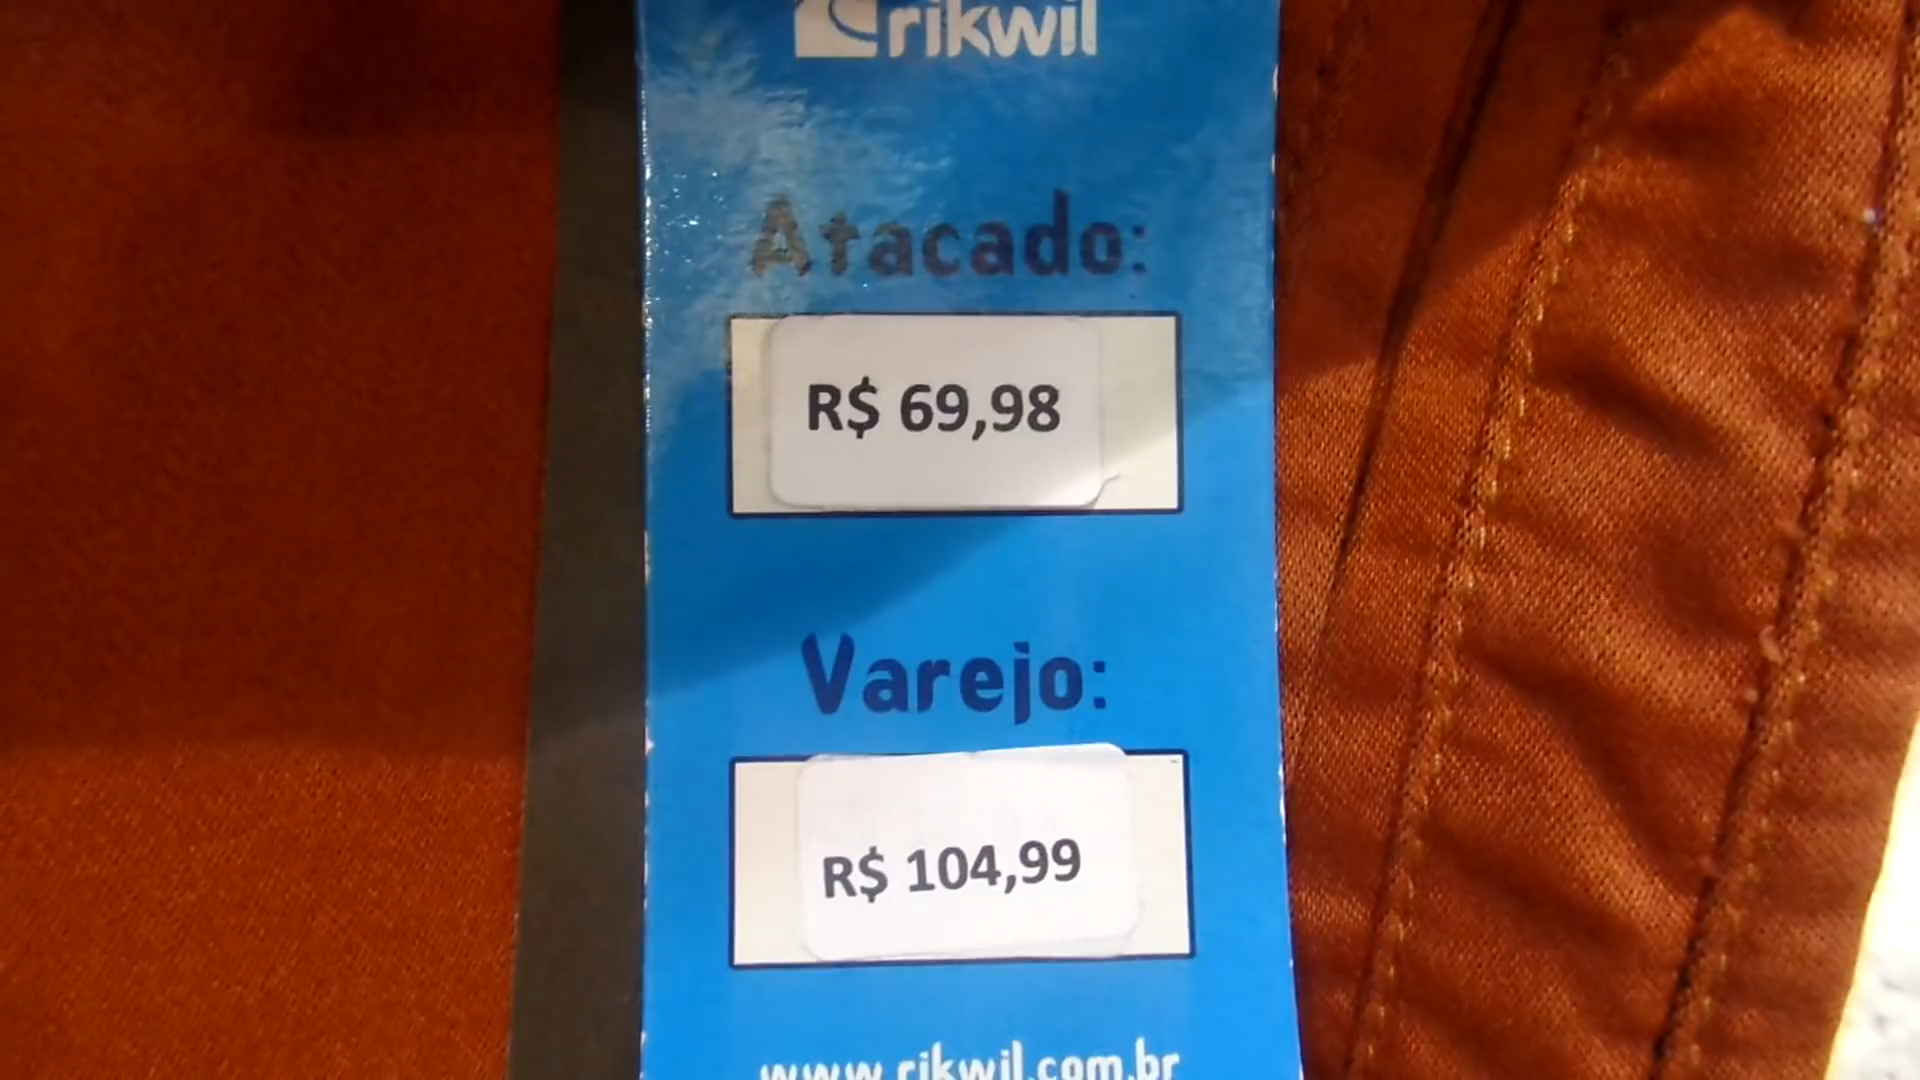 rikwil
Atacado:
R$ 69,98
Varejo:
R$ 104,99
www.rikwil.com.br